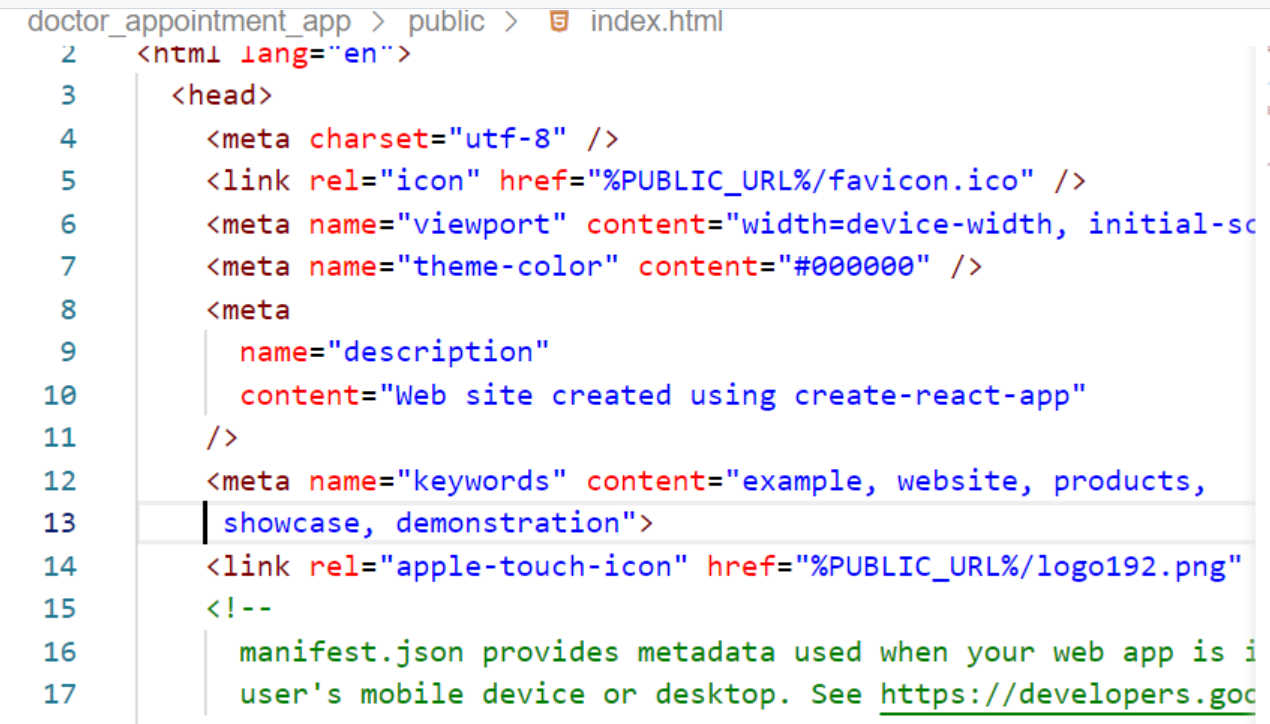 doctor_appointment_app > public > index.html
2 <html lang="en">
3 <head>
4 <meta charset="utf-8" />
5 <link rel="icon" href="%PUBLIC_URL%/favicon.ico" />
6 <meta name="viewport" content="width=device-width, initial-sc
7 <meta name="theme-color" content="#000000" />
8 <meta
9 name="description"
10 content="Web site created using create-react-app"
11 />
12 <meta name="keywords" content="example, website, products,
13 showcase, demonstration">
14 <link rel="apple-touch-icon" href="%PUBLIC_URL%/logo192.png"
15 <!--
16 manifest.json provides metadata used when your web app is i
17 user's mobile device or desktop. See https://developers.goo